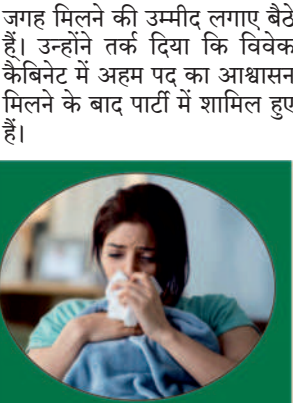 जगह मिलने की उम्मीद लगाए बैठे
हैं। उन्होंने तर्क दिया कि विवेक
कैबिनेट में अहम पद का आश्वासन
मिलने के बाद पार्टी में शामिल हुए
हैं।